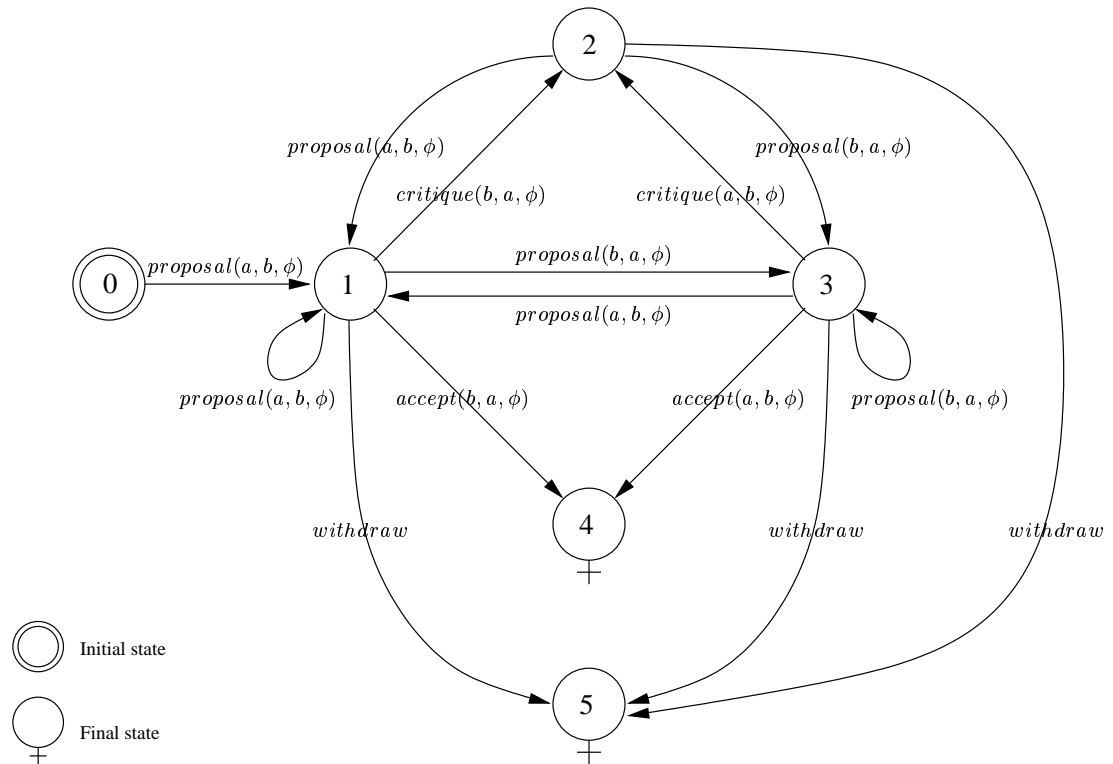 2
proposal(a, b, ϕ)
proposal(b, a, ϕ)
critique(b, a, ϕ)
critique(a, b, ϕ)
proposal(b, a, ϕ)
proposal(a, b, ϕ)
0
1
3
proposal(a, b, ϕ)
proposal(a, b, ϕ)
accept(b, a, ϕ)
accept(a, b, ϕ)
proposal(b, a, ϕ)
4
withdraw
withdraw
withdraw
Initial state
5
Final state